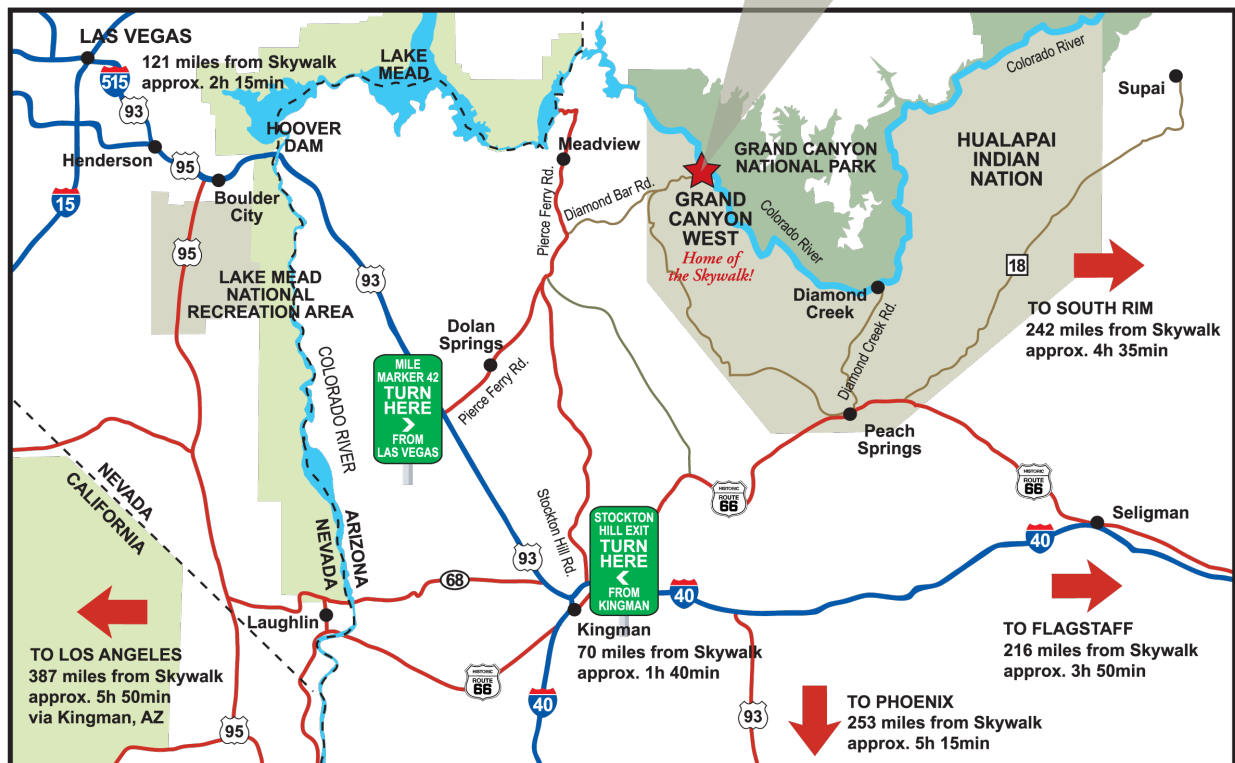 LAS VEGAS
121 miles from Skywalk
approx. 2h 15min
515
93
LAKE
MEAD
Colorado River
Supai
HOOVER
DAM
Henderson
95
Meadview
GRAND CANYON
NATIONAL PARK
HUALAPAI
INDIAN
NATION
15
Boulder
City
Pierce Ferry Rd.
Diamond Bar Rd.
GRAND
CANYON
WEST
Home of
the Skywalk!
Colorado River
95
93
18
LAKE MEAD
NATIONAL
RECREATION AREA
Diamond
Creek
TO SOUTH RIM
242 miles from Skywalk
approx. 4h 35min
Dolan
Springs
Diamond Creek Rd.
COLORADO RIVER
MILE
MARKER 42
TURN
HERE
>
FROM
LAS VEGAS
Pierce Ferry Rd.
Peach
Springs
NEVADA
CALIFORNIA
HISTORIC
ROUTE
66
HISTORIC
ROUTE
66
Stockton Hill Rd.
STOCKTON
HILL EXIT
TURN
HERE
<
FROM
KINGMAN
Seligman
ARIZONA
NEVADA
93
40
68
40
Laughlin
Kingman
70 miles from Skywalk
approx. 1h 40min
TO LOS ANGELES
387 miles from Skywalk
approx. 5h 50min
via Kingman, AZ
TO FLAGSTAFF
216 miles from Skywalk
approx. 3h 50min
HISTORIC
ROUTE
66
40
95
93
TO PHOENIX
253 miles from Skywalk
approx. 5h 15min